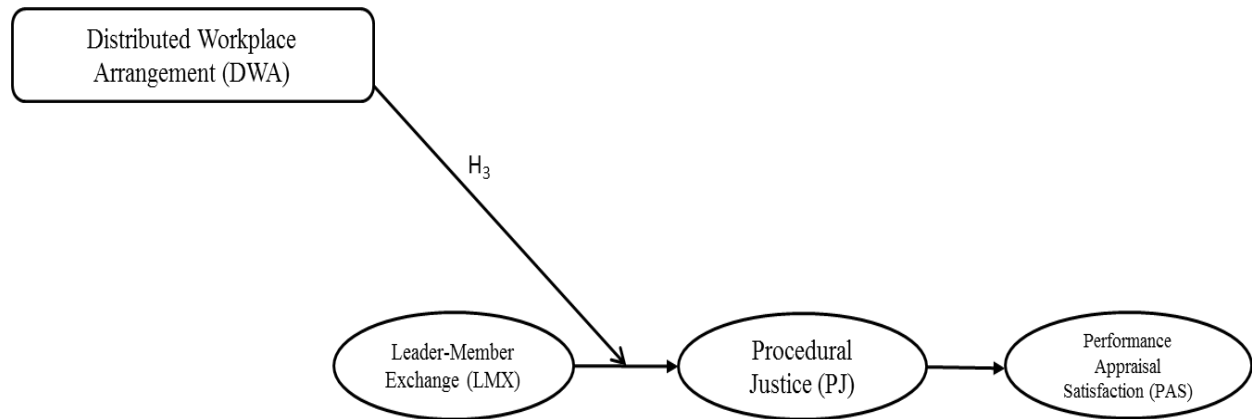 Distributed Workplace
Arrangement (DWA)
H₃
Leader-Member
Exchange (LMX)
Procedural
Justice (PJ)
Performance
Appraisal
Satisfaction (PAS)